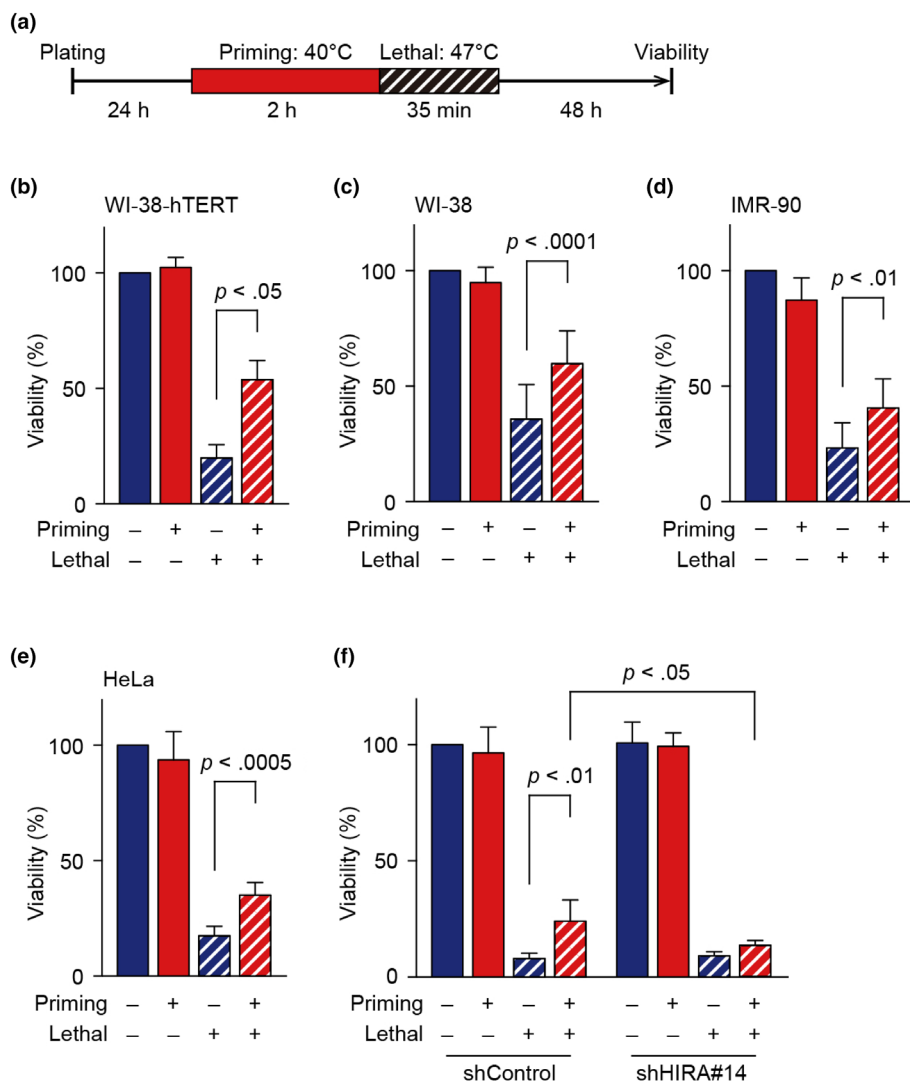 (a)
Plating Priming: 40°C Lethal: 47°C Viability
24 h 2 h 35 min 48 h
(b)
WI-38-hTERT
Viability (%)
100
50
0
p < .05
Priming – + – +
Lethal – – + +
(c)
WI-38
Viability (%)
100
50
0
p < .0001
Priming – + – +
Lethal – – + +
(d)
IMR-90
Viability (%)
100
50
0
p < .01
Priming – + – +
Lethal – – + +
(e)
HeLa
Viability (%)
100
50
0
p < .0005
Priming – + – +
Lethal – – + +
(f)
Viability (%)
100
50
0
p < .01
p < .05
Priming – + – + – + – +
Lethal – – + + – – + +
shControl shHIRA#14